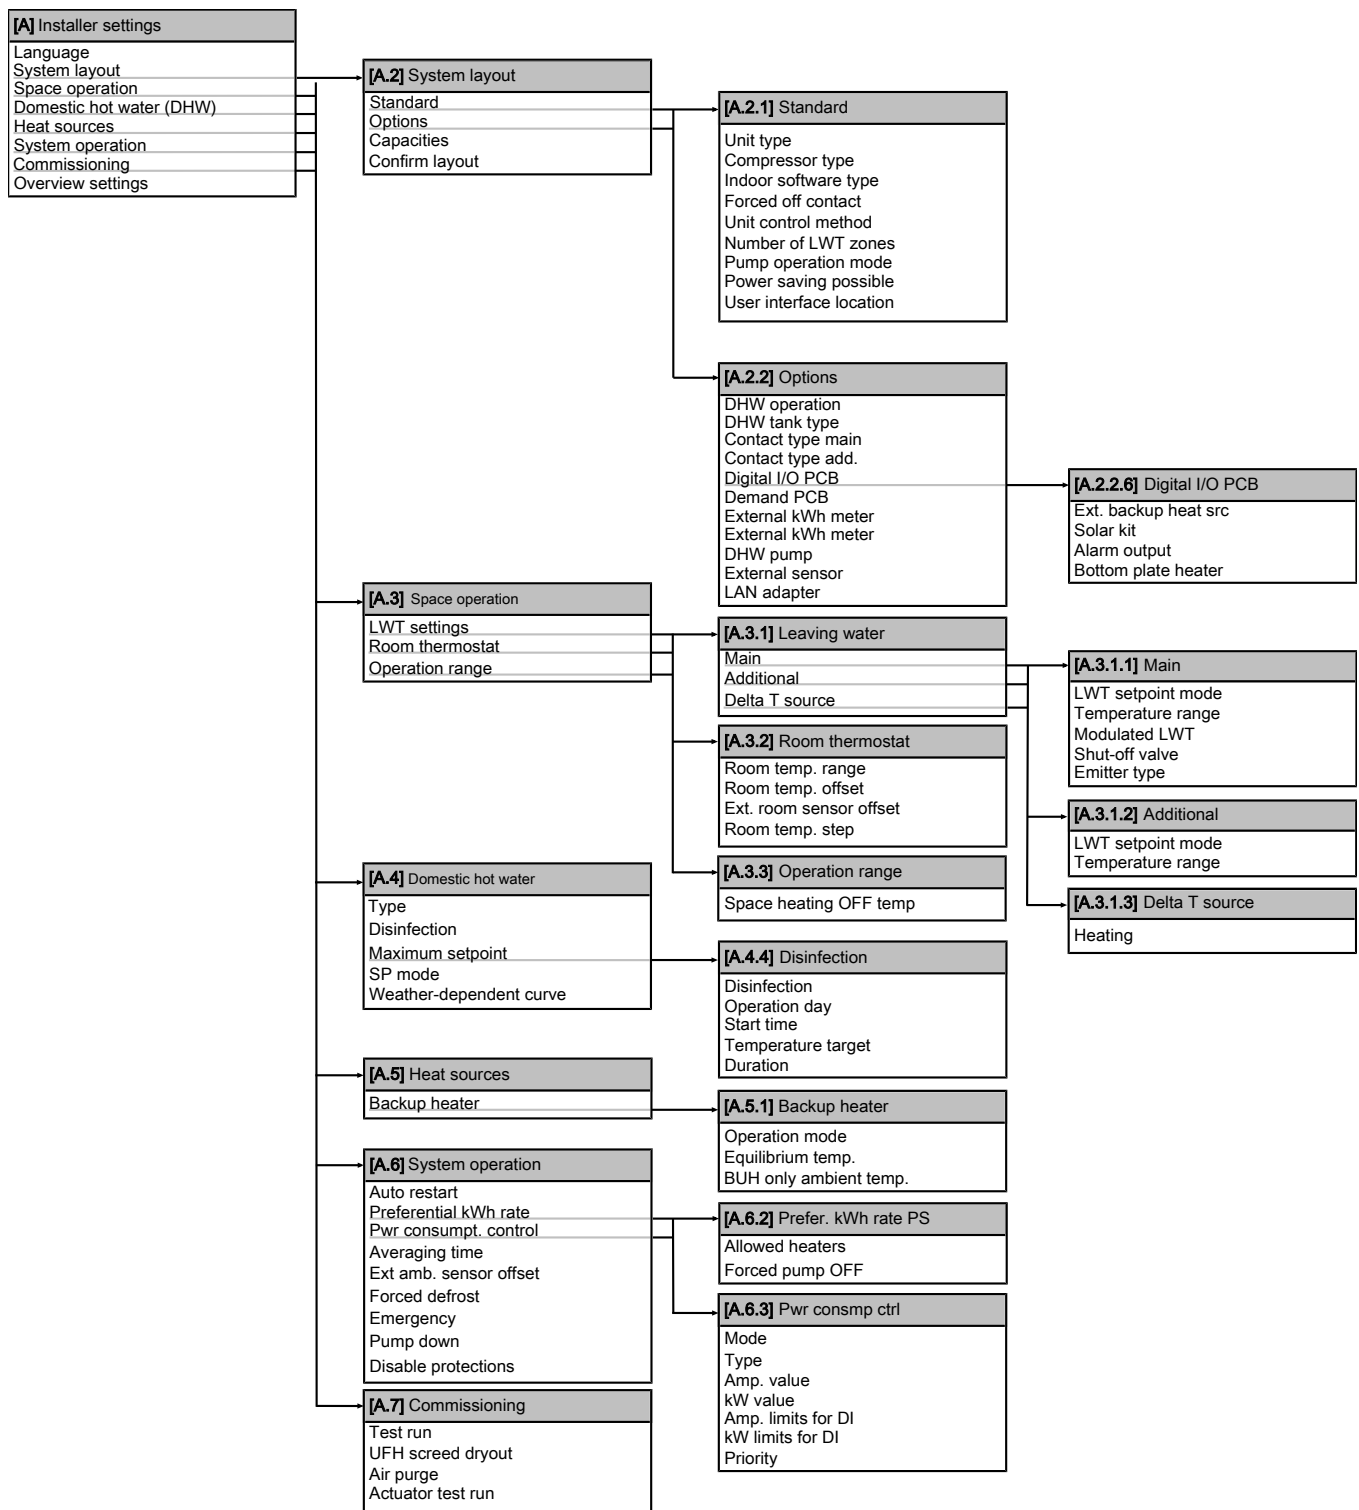 [A] Installer settings
Language
System layout
Space operation
Domestic hot water (DHW)
Heat sources
System operation
Commissioning
Overview settings
[A.2] System layout
Standard
Options
Capacities
Confirm layout
[A.2.1] Standard
Unit type
Compressor type
Indoor software type
Forced off contact
Unit control method
Number of LWT zones
Pump operation mode
Power saving possible
User interface location
[A.2.2] Options
DHW operation
DHW tank type
Contact type main
Contact type add.
Digital I/O PCB
Demand PCB
External kWh meter
External kWh meter
DHW pump
External sensor
LAN adapter
[A.2.2.6] Digital I/O PCB
Ext. backup heat src
Solar kit
Alarm output
Bottom plate heater
[A.3] Space operation
LWT settings
Room thermostat
Operation range
[A.3.1] Leaving water
Main
Additional
Delta T source
[A.3.1.1] Main
LWT setpoint mode
Temperature range
Modulated LWT
Shut-off valve
Emitter type
[A.3.2] Room thermostat
Room temp. range
Room temp. offset
Ext. room sensor offset
Room temp. step
[A.3.1.2] Additional
LWT setpoint mode
Temperature range
[A.3.3] Operation range
Space heating OFF temp
[A.3.1.3] Delta T source
Heating
[A.4] Domestic hot water
Type
Disinfection
Maximum setpoint
SP mode
Weather-dependent curve
[A.4.4] Disinfection
Disinfection
Operation day
Start time
Temperature target
Duration
[A.5] Heat sources
Backup heater
[A.5.1] Backup heater
Operation mode
Equilibrium temp.
BUH only ambient temp.
[A.6] System operation
Auto restart
Preferential kWh rate
Pwr consumpt. control
Averaging time
Ext amb. sensor offset
Forced defrost
Emergency
Pump down
Disable protections
[A.6.2] Prefer. kWh rate PS
Allowed heaters
Forced pump OFF
[A.6.3] Pwr consmp ctrl
Mode
Type
Amp. value
kW value
Amp. limits for DI
kW limits for DI
Priority
[A.7] Commissioning
Test run
UFH screed dryout
Air purge
Actuator test run